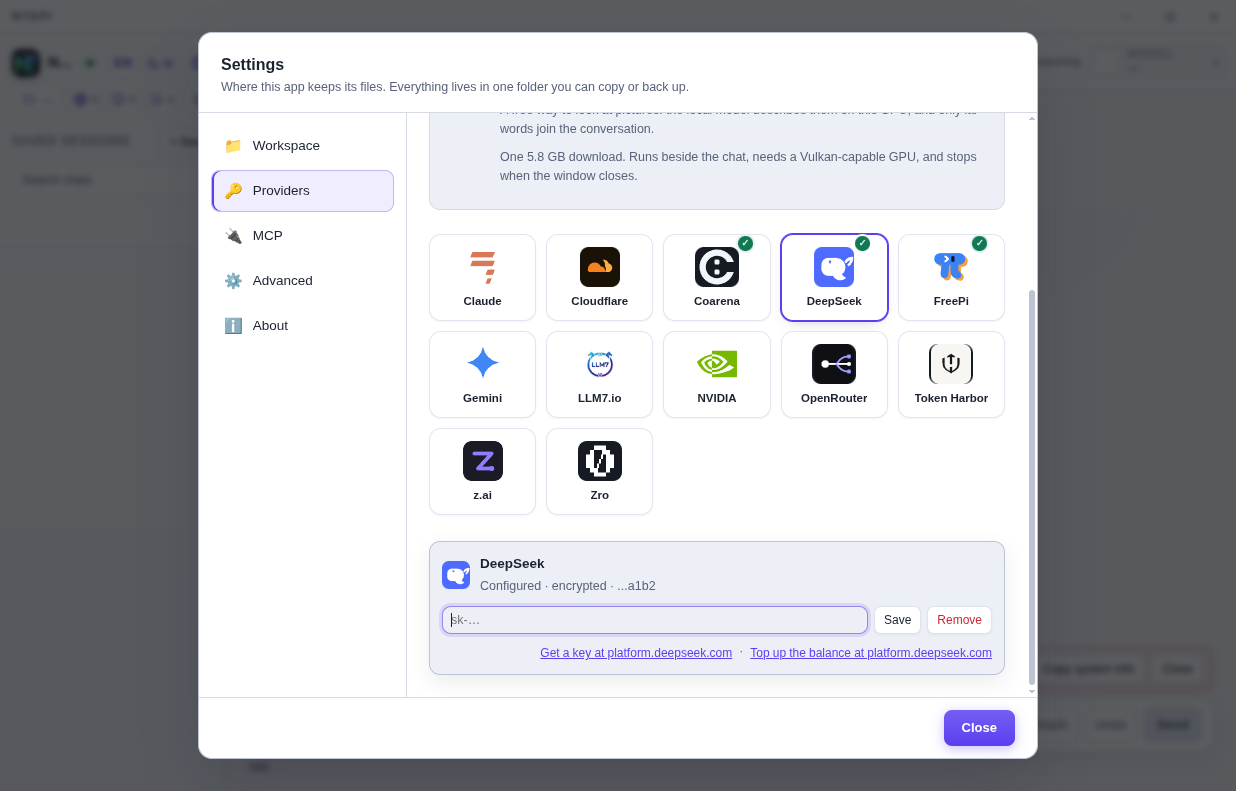 Settings
Where this app keeps its files. Everything lives in one folder you can copy or back up.
📁 Workspace
🔑 Providers
🔌 MCP
⚙️ Advanced
ℹ️ About
words join the conversation.
One 5.8 GB download. Runs beside the chat, needs a Vulkan-capable GPU, and stops
when the window closes.
Claude
Cloudflare
Coarena
DeepSeek
FreePi
Gemini
LLM7
LLM7.io
NVIDIA
OpenRouter
Token Harbor
z.ai
Zro
DeepSeek
Configured · encrypted · ...a1b2
sk-...
Save
Remove
Get a key at platform.deepseek.com · Top up the balance at platform.deepseek.com
Close